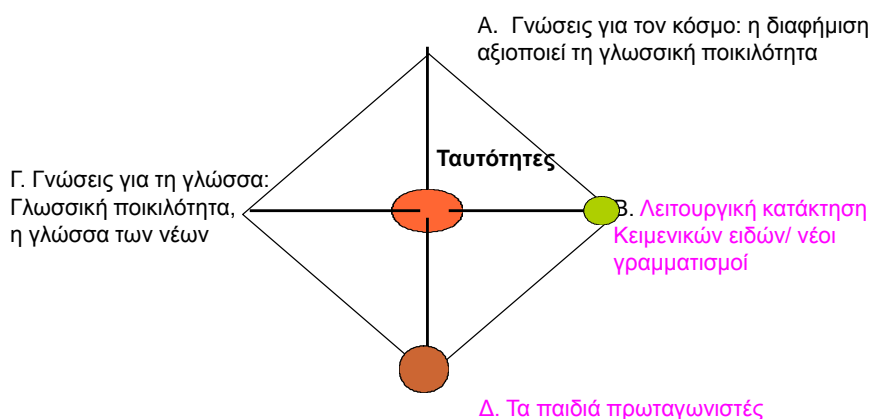 Α. Γνώσεις για τον κόσμο: η διαφήμιση
αξιοποιεί τη γλωσσική ποικιλότητα
Ταυτότητες
Γ. Γνώσεις για τη γλώσσα:
Γλωσσική ποικιλότητα,
η γλώσσα των νέων
Β. Λειτουργική κατάκτηση
Κειμενικών ειδών/ νέοι
γραμματισμοί
Δ. Τα παιδιά πρωταγωνιστές